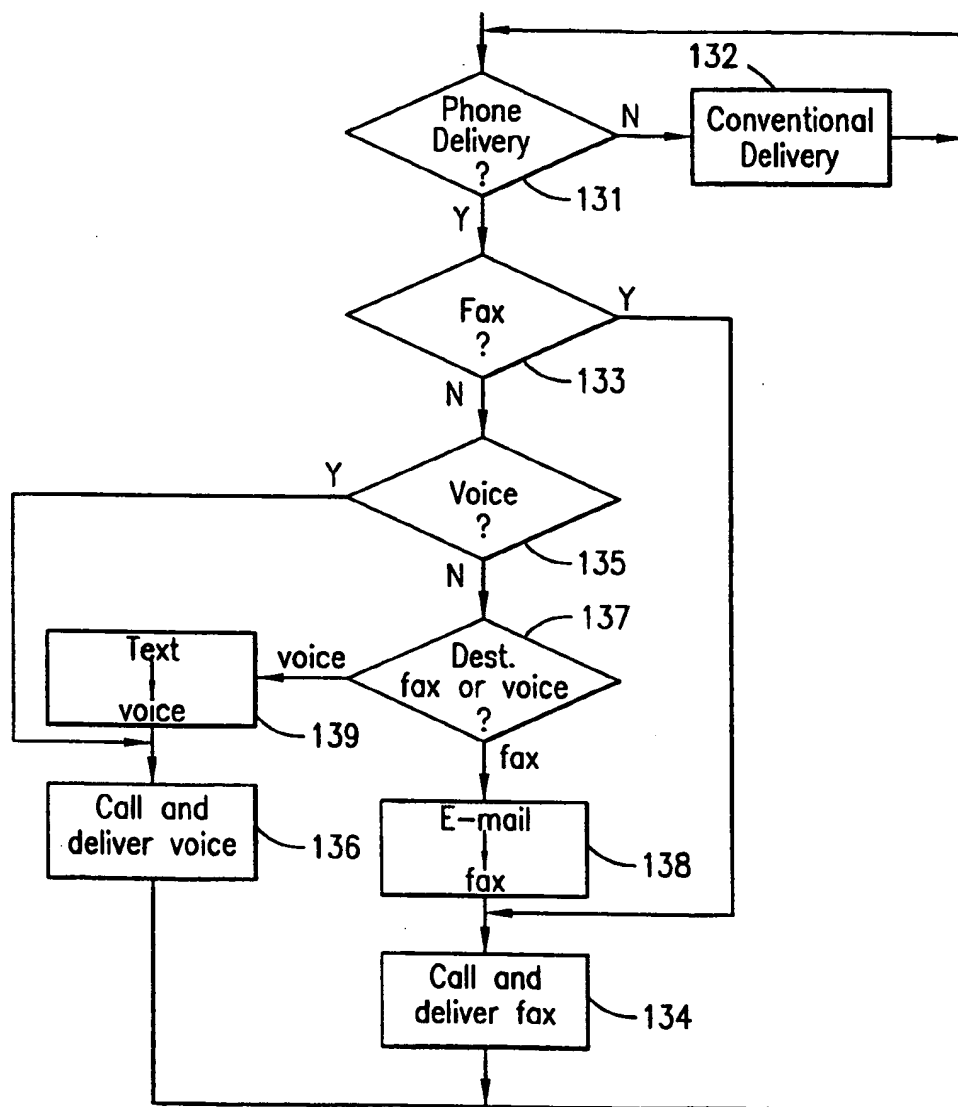 132
Phone
Delivery
?
N
Conventional
Delivery
131
Y
Fax
?
Y
133
N
Y
Voice
?
135
N
137
Text
voice
voice
Dest.
fax or voice
?
139
fax
Call and
deliver voice
136
E-mail
fax
138
Call and
deliver fax
134